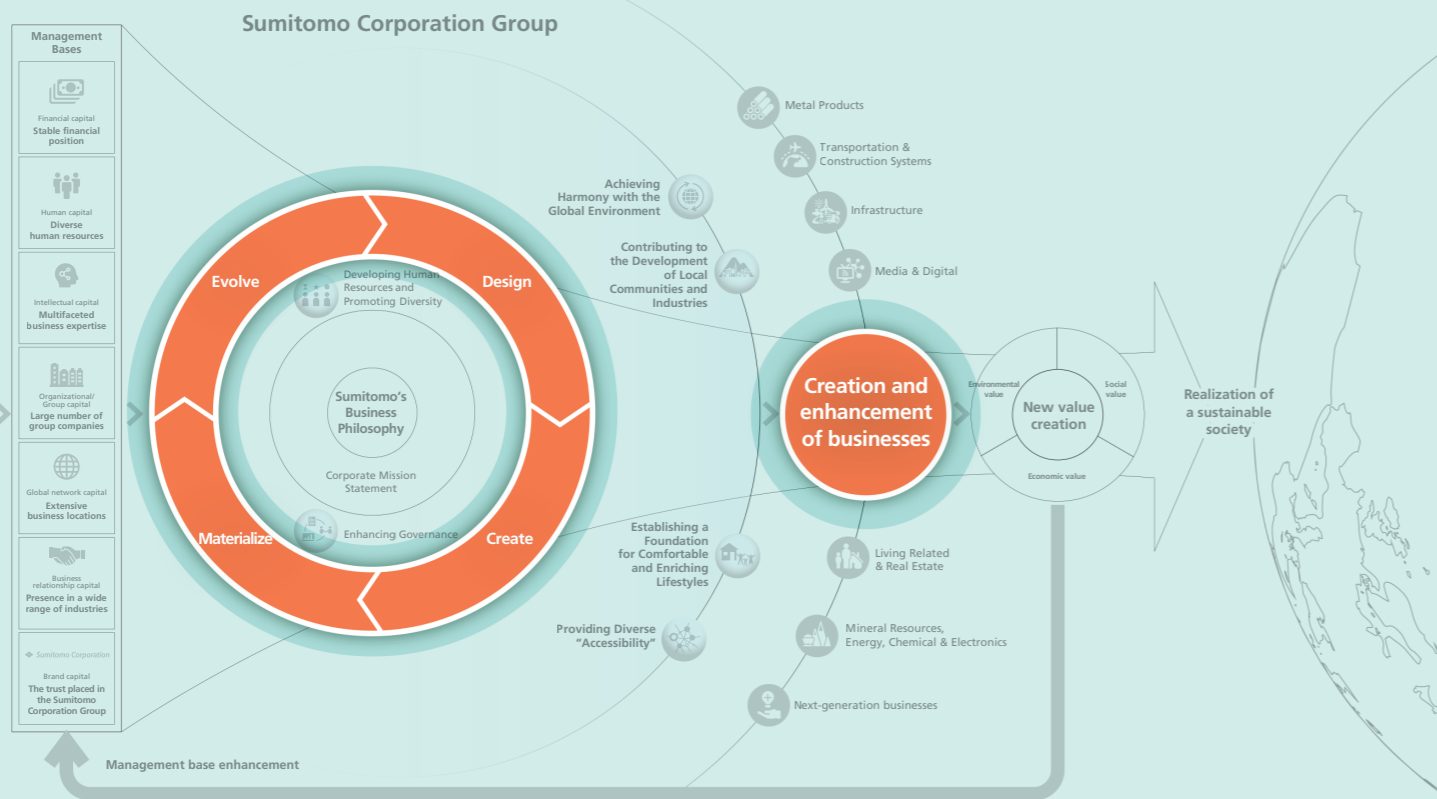 Sumitomo Corporation Group
Management
Bases
Financial capital
Stable financial
position
Human capital
Diverse
human resources
Intellectual capital
Multifaceted
business expertise
Organizational/
Group capital
Large number of
group companies
Global network capital
Extensive
business locations
Business
relationship capital
Presence in a wide
range of industries
Sumitomo Corporation
Brand capital
The trust placed in
the Sumitomo
Corporation Group
Management base enhancement
Evolve
Design
Materialize
Create
Developing Human
Resources and
Promoting Diversity
Sumitomo’s
Business
Philosophy
Corporate Mission
Statement
Enhancing Governance
Achieving
Harmony with the
Global Environment
Contributing to
the Development
of Local
Communities and
Industries
Establishing a
Foundation
for Comfortable
and Enriching
Lifestyles
Providing Diverse
“Accessibility”
Metal Products
Transportation &
Construction Systems
Infrastructure
Media & Digital
Creation and
enhancement
of businesses
Living Related
& Real Estate
Mineral Resources,
Energy, Chemical & Electronics
Next-generation businesses
Environmental
value
Social
value
New value
creation
Economic value
Realization of
a sustainable
society